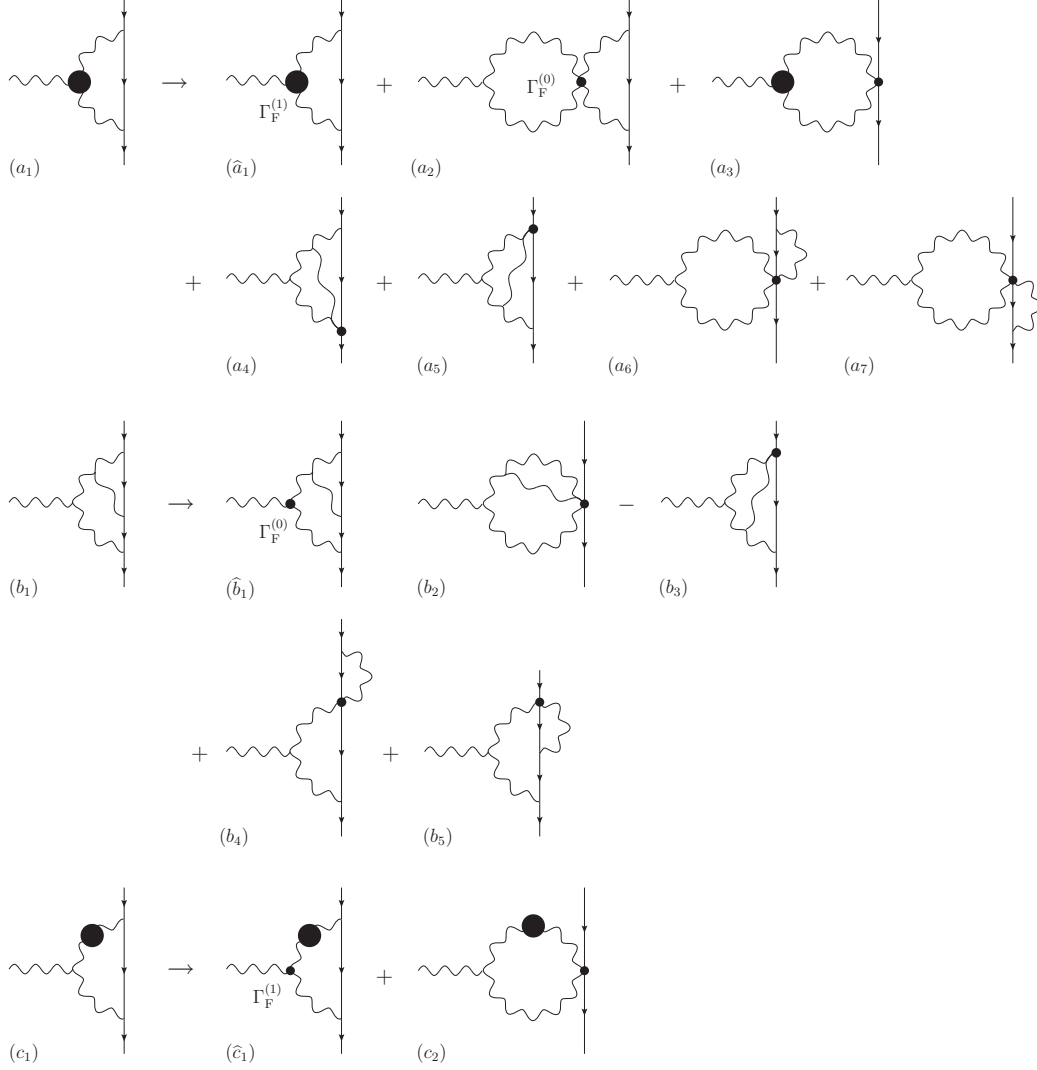 → + Γ_F^(0) +
Γ_F^(1)
(a₁) (â₁) (a₂) (a₃)
+ + + +
(a₄) (a₅) (a₆) (a₇)
→ −
Γ_F^(0)
(b₁) (b̂₁) (b₂) (b₃)
+ +
(b₄) (b₅)
→ +
Γ_F^(1)
(c₁) (ĉ₁) (c₂)